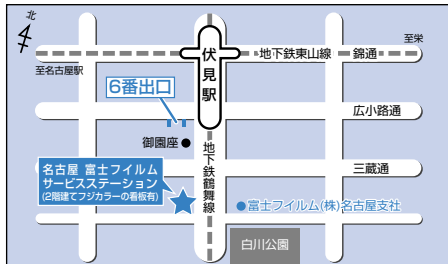 北
至栄
伏見駅
地下鉄東山線
錦通
至名古屋駅
6番出口
広小路通
御園座
地下鉄鶴舞線
名古屋 富士フイルム
サービスステーション
(2階建てフジカラーの看板有)
三蔵通
富士フイルム(株)名古屋支社
白川公園